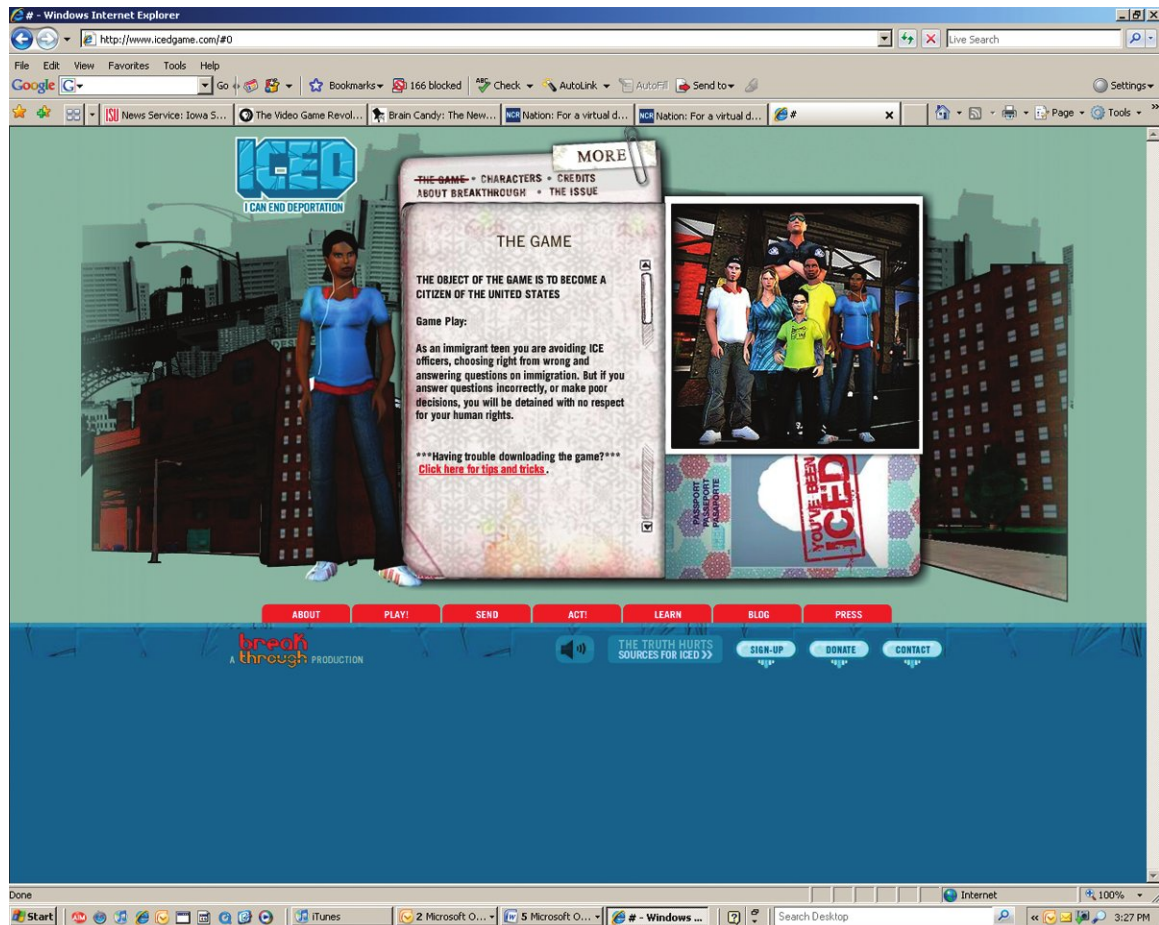 # - Windows Internet Explorer
http://www.icedgame.com/#0
Live Search
File Edit View Favorites Tools Help
Google G Go Bookmarks 166 blocked ABC Check AutoLink AutoFill Send to Settings
ISU News Service: Iowa S... The Video Game Revol... Brain Candy: The New... NCR Nation: For a virtual d... NCR Nation: For a virtual d... # Page Tools
ICED
I CAN END DEPORTATION
MORE
THE GAME • CHARACTERS • CREDITS
ABOUT BREAKTHROUGH • THE ISSUE
THE GAME
THE OBJECT OF THE GAME IS TO BECOME A
CITIZEN OF THE UNITED STATES
Game Play:
As an immigrant teen you are avoiding ICE
officers, choosing right from wrong and
answering questions on immigration. But if you
answer questions incorrectly, or make poor
decisions, you will be detained with no respect
for your human rights.
***Having trouble downloading the game?***
Click here for tips and tricks.
PASSPORT
PASSEPORT
PASAPORTE
YOU'VE BEEN
ICED
ABOUT PLAY! SEND ACT! LEARN BLOG PRESS
break
A through PRODUCTION
THE TRUTH HURTS
SOURCES FOR ICED >>
SIGN-UP DONATE CONTACT
Done Internet 100%
Start iTunes 2 Microsoft O... 5 Microsoft O... # - Windows ... Search Desktop 3:27 PM